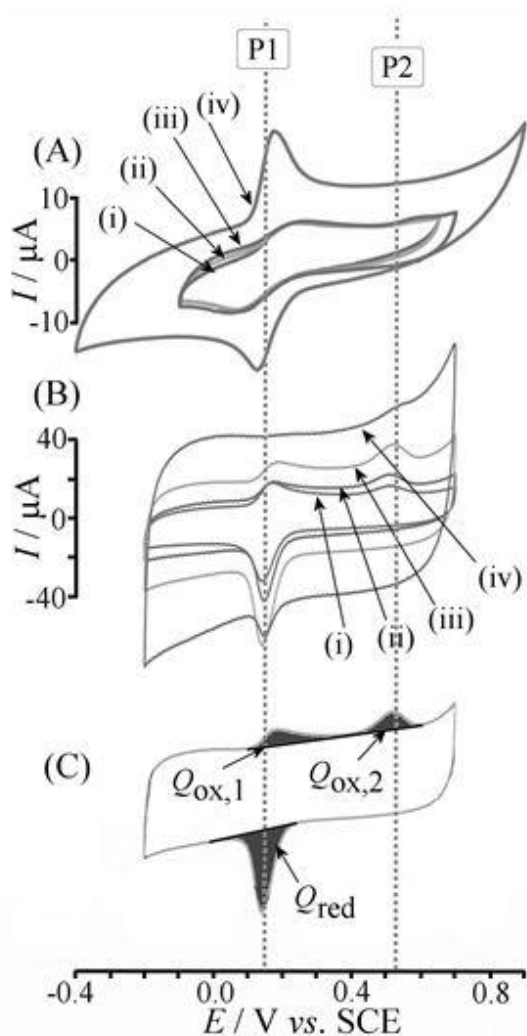 P1
P2
(A)
(iv)
(iii)
(ii)
(i)
10
0
-10
I / μA
(B)
40
0
-40
I / μA
(i)
(ii)
(iii)
(iv)
(C)
Qox,1
Qox,2
Qred
-0.4 0.0 0.4 0.8
E / V vs. SCE